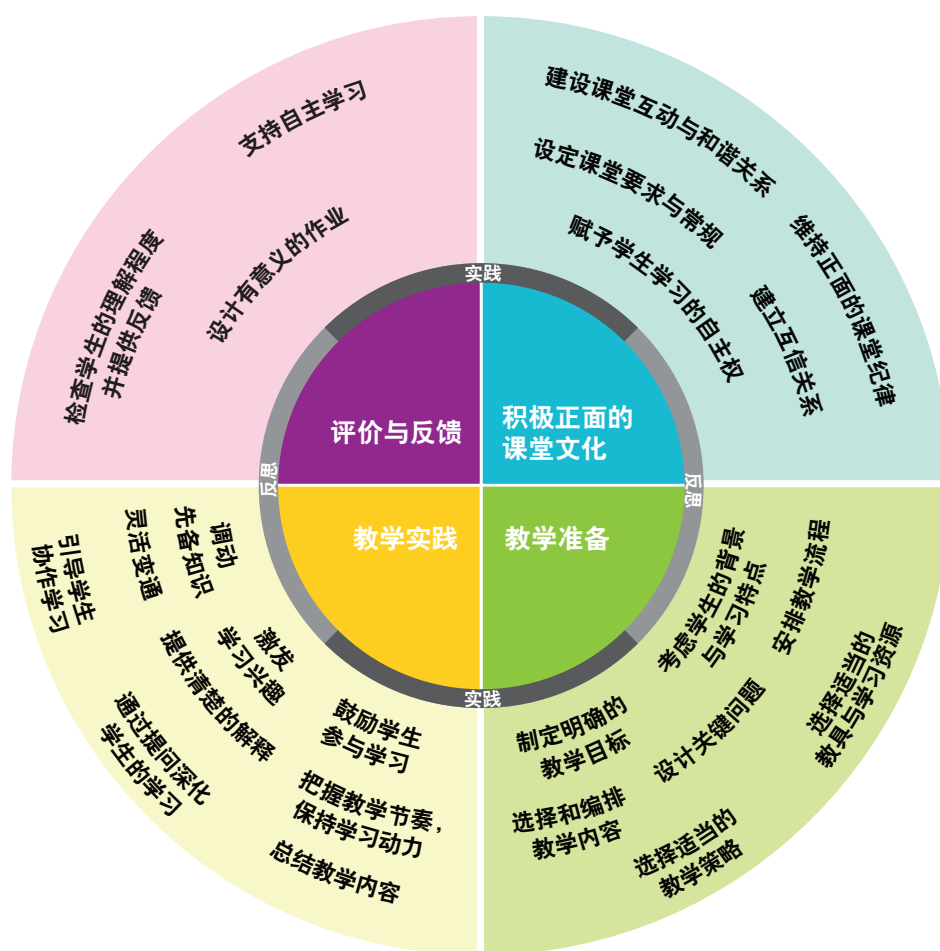 支持自主学习
设计有意义的作业
检查学生的理解程度
并提供反馈
建设课堂互动与和谐关系
设定课堂要求与常规
赋予学生学习的自主权
维持正面的课堂纪律
建立互信关系
实践
评价与反馈
积极正面的
课堂文化
反思
反思
教学实践
教学准备
实践
引导学生
协作学习
灵活变通
调动
先备知识
激发
学习兴趣
提供清楚的解释
通过提问深化
学生的学习
鼓励学生
参与学习
把握教学节奏，
保持学习动力
总结教学内容
考虑学生的背景
与学习特点
安排教学流程
选择适当的
教具与学习资源
制定明确的
教学目标
设计关键问题
选择和编排
教学内容
选择适当的
教学策略